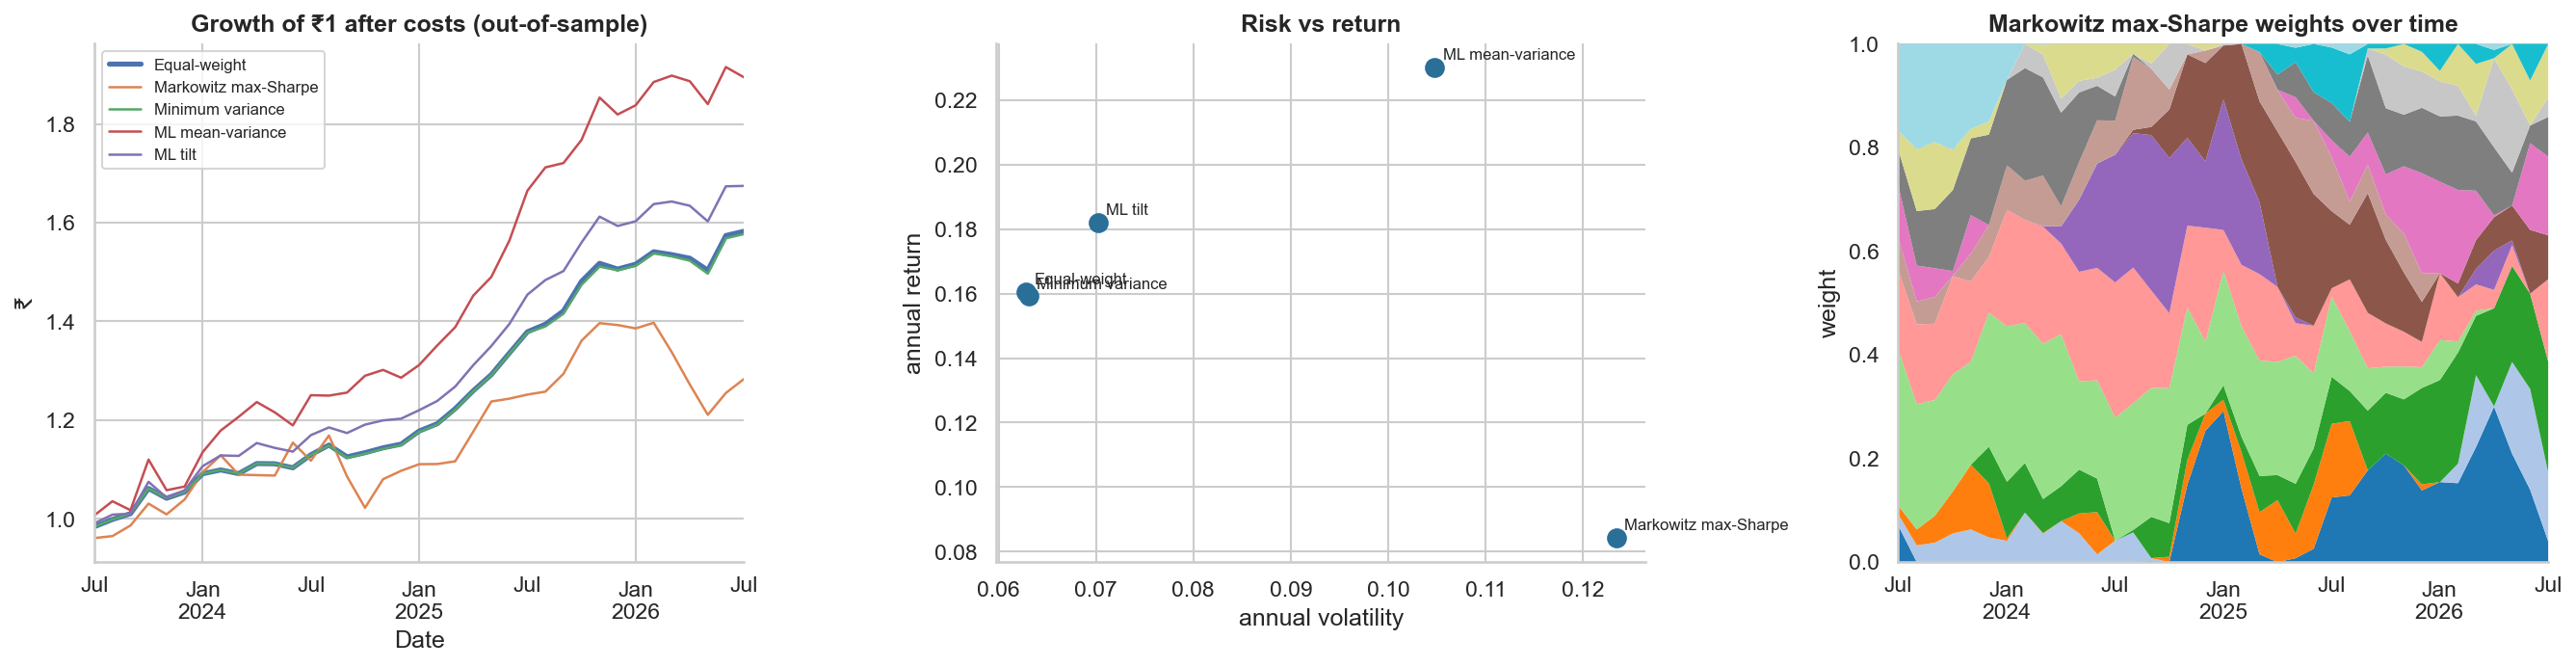 Growth of ₹1 after costs (out-of-sample)
Equal-weight
Markowitz max-Sharpe
Minimum variance
ML mean-variance
ML tilt
1.8
1.6
1.4
1.2
1.0
₹
Jul
Jan
2024
Jul
Jan
2025
Jul
Jan
2026
Jul
Date
Risk vs return
ML mean-variance
ML tilt
Equal-weight
Minimum variance
Markowitz max-Sharpe
0.22
0.20
0.18
0.16
0.14
0.12
0.10
0.08
annual return
0.06
0.07
0.08
0.09
0.10
0.11
0.12
annual volatility
Markowitz max-Sharpe weights over time
1.0
0.8
0.6
0.4
0.2
0.0
weight
Jul
Jan
2024
Jul
Jan
2025
Jul
Jan
2026
Jul